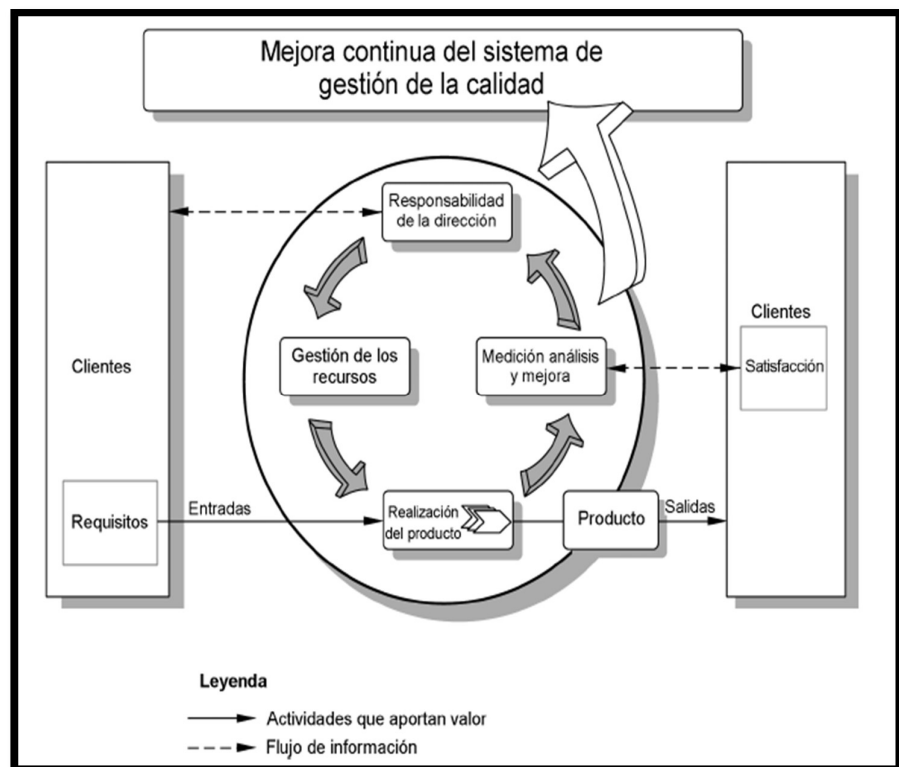 Mejora continua del sistema de
gestión de la calidad
Responsabilidad
de la dirección
Clientes
Gestión de los
recursos
Medición análisis
y mejora
Clientes
Satisfacción
Requisitos
Entradas
Realización
del producto
Producto
Salidas
Leyenda
Actividades que aportan valor
Flujo de información